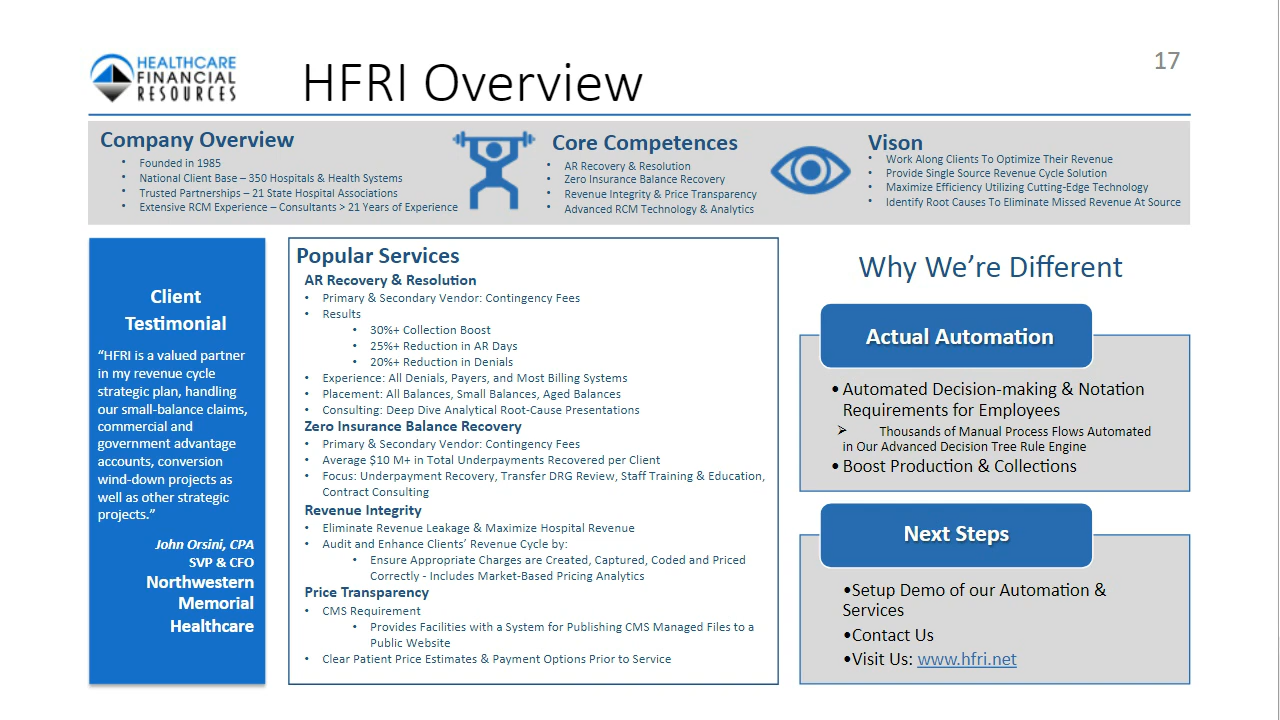 HEALTHCARE
FINANCIAL
RESOURCES
HFRI Overview
17
Company Overview
• Founded in 1985
• National Client Base – 350 Hospitals & Health Systems
• Trusted Partnerships – 21 State Hospital Associations
• Extensive RCM Experience – Consultants > 21 Years of Experience
Core Competences
• AR Recovery & Resolution
• Zero Insurance Balance Recovery
• Revenue Integrity & Price Transparency
• Advanced RCM Technology & Analytics
Vison
• Work Along Clients To Optimize Their Revenue
• Provide Single Source Revenue Cycle Solution
• Maximize Efficiency Utilizing Cutting-Edge Technology
• Identify Root Causes To Eliminate Missed Revenue At Source
Client
Testimonial
“HFRI is a valued partner
in my revenue cycle
strategic plan, handling
our small-balance claims,
commercial and
government advantage
accounts, conversion
wind-down projects as
well as other strategic
projects.”
John Orsini, CPA
SVP & CFO
Northwestern
Memorial
Healthcare
Popular Services
AR Recovery & Resolution
• Primary & Secondary Vendor: Contingency Fees
• Results
• 30%+ Collection Boost
• 25%+ Reduction in AR Days
• 20%+ Reduction in Denials
• Experience: All Denials, Payers, and Most Billing Systems
• Placement: All Balances, Small Balances, Aged Balances
• Consulting: Deep Dive Analytical Root-Cause Presentations
Zero Insurance Balance Recovery
• Primary & Secondary Vendor: Contingency Fees
• Average $10 M+ in Total Underpayments Recovered per Client
• Focus: Underpayment Recovery, Transfer DRG Review, Staff Training & Education,
Contract Consulting
Revenue Integrity
• Eliminate Revenue Leakage & Maximize Hospital Revenue
• Audit and Enhance Clients’ Revenue Cycle by:
• Ensure Appropriate Charges are Created, Captured, Coded and Priced
Correctly - Includes Market-Based Pricing Analytics
Price Transparency
• CMS Requirement
• Provides Facilities with a System for Publishing CMS Managed Files to a
Public Website
• Clear Patient Price Estimates & Payment Options Prior to Service
Why We’re Different
Actual Automation
• Automated Decision-making & Notation
Requirements for Employees
➢ Thousands of Manual Process Flows Automated
in Our Advanced Decision Tree Rule Engine
• Boost Production & Collections
Next Steps
•Setup Demo of our Automation &
Services
•Contact Us
•Visit Us: www.hfri.net